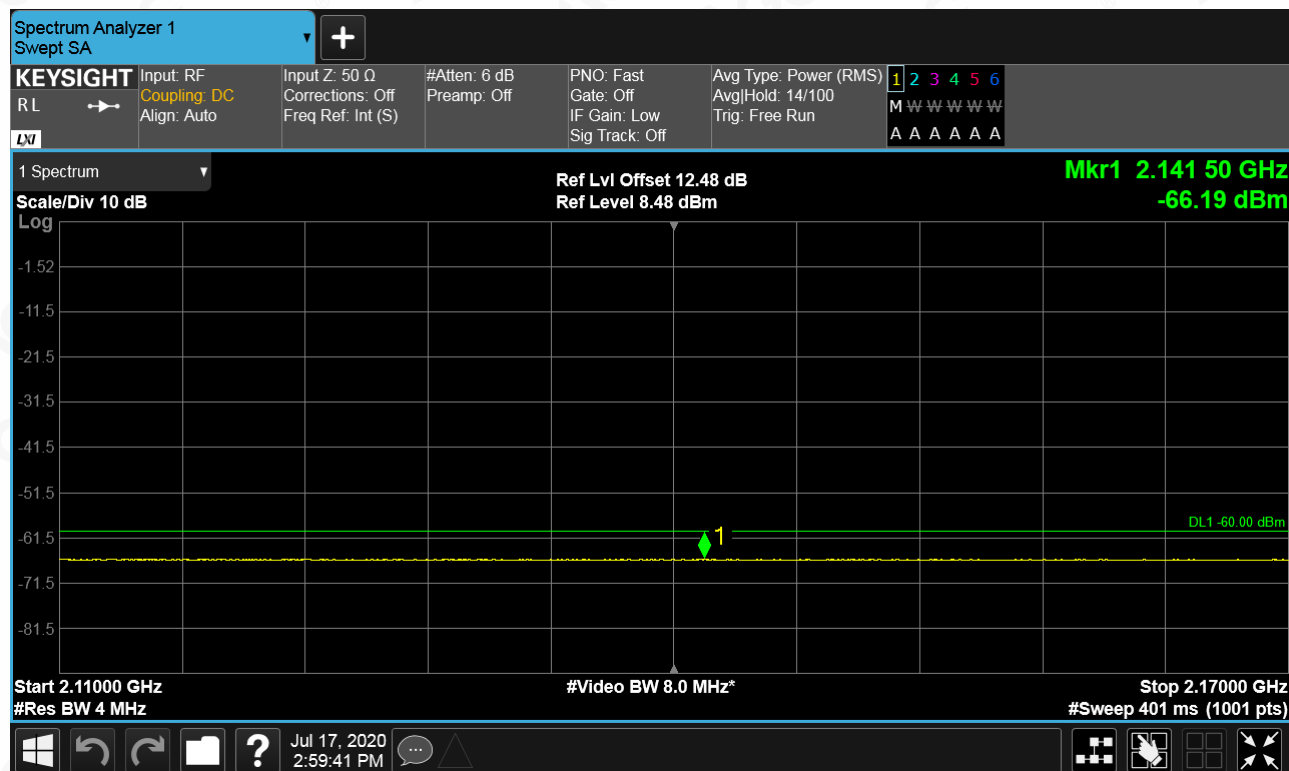 Spectrum Analyzer 1
Swept SA
KEYSIGHT
RL
LXI
Input: RF
Coupling: DC
Align: Auto
Input Z: 50 Ω
Corrections: Off
Freq Ref: Int (S)
#Atten: 6 dB
Preamp: Off
PNO: Fast
Gate: Off
IF Gain: Low
Sig Track: Off
Avg Type: Power (RMS)
Avg|Hold: 14/100
Trig: Free Run
1 2 3 4 5 6
M W W W W W
A A A A A A
1 Spectrum
Scale/Div 10 dB
Log
Ref Lvl Offset 12.48 dB
Ref Level 8.48 dBm
Mkr1 2.141 50 GHz
-66.19 dBm
-1.52
-11.5
-21.5
-31.5
-41.5
-51.5
DL1 -60.00 dBm
-61.5
1
-71.5
-81.5
Start 2.11000 GHz
#Res BW 4 MHz
#Video BW 8.0 MHz*
Stop 2.17000 GHz
#Sweep 401 ms (1001 pts)
?
Jul 17, 2020
2:59:41 PM